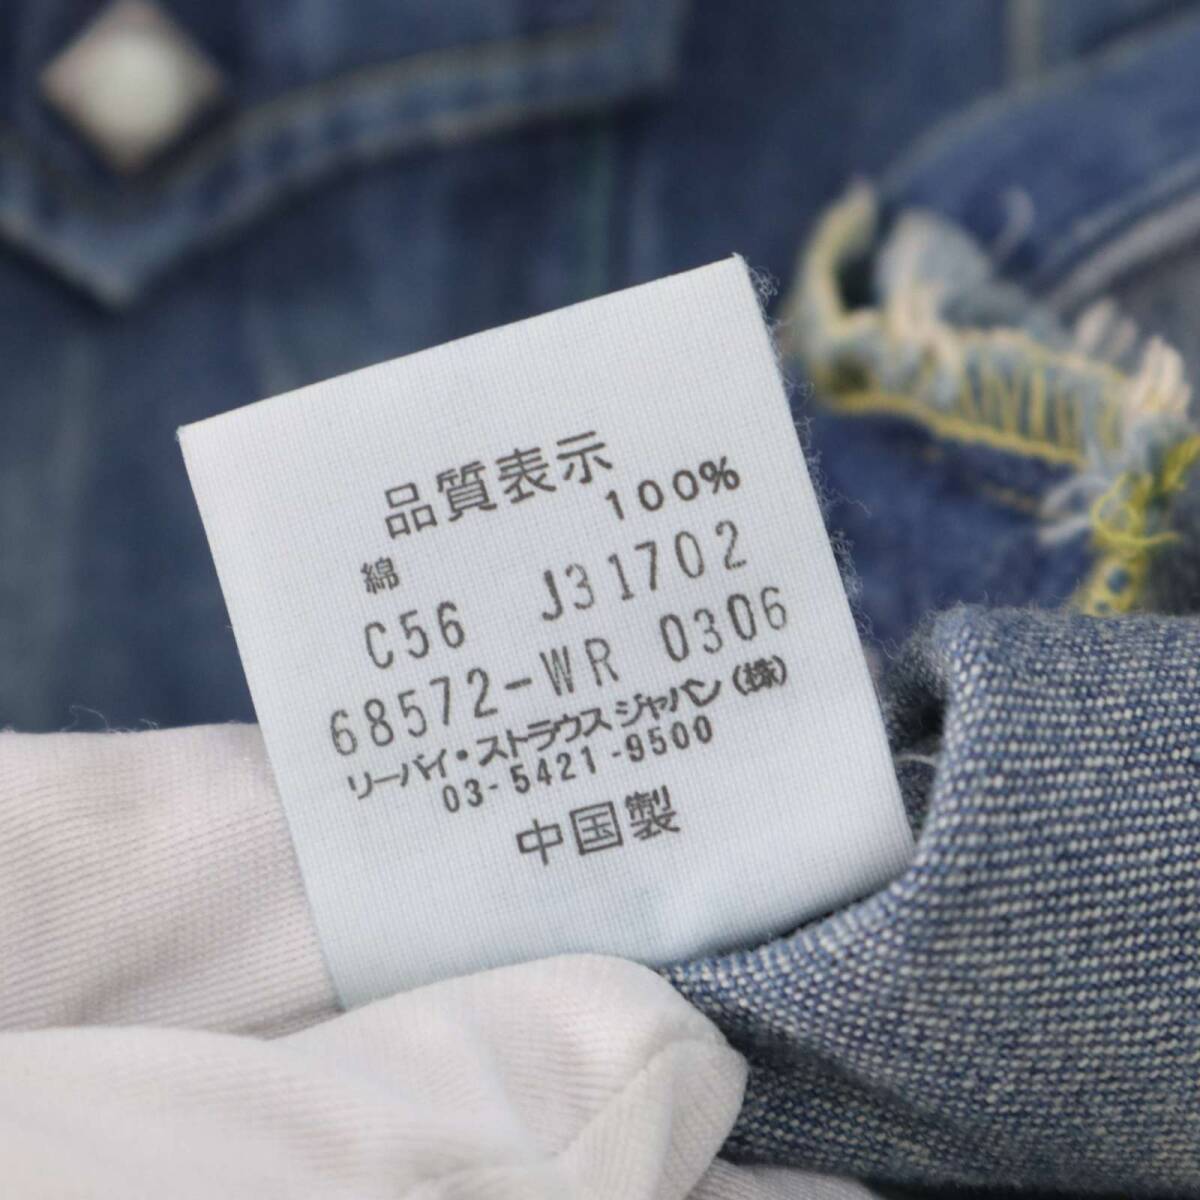 品質表示
綿 100%
C56 J31702
68572-WR 0306
リーバイ・ストラウス ジャパン(株)
03-5421-9500
中国製